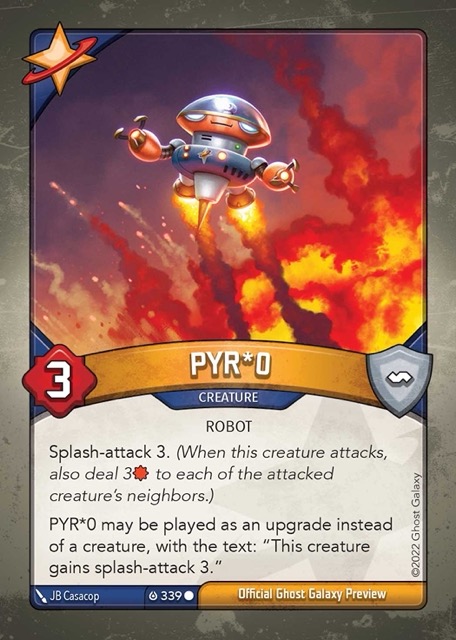 PYR*0
3
CREATURE
ROBOT
Splash-attack 3. (When this creature attacks,
also deal 3 to each of the attacked
creature's neighbors.)
PYR*0 may be played as an upgrade instead
of a creature, with the text: “This creature
gains splash-attack 3.”
©2022 Ghost Galaxy
JB Casacop
339
Official Ghost Galaxy Preview